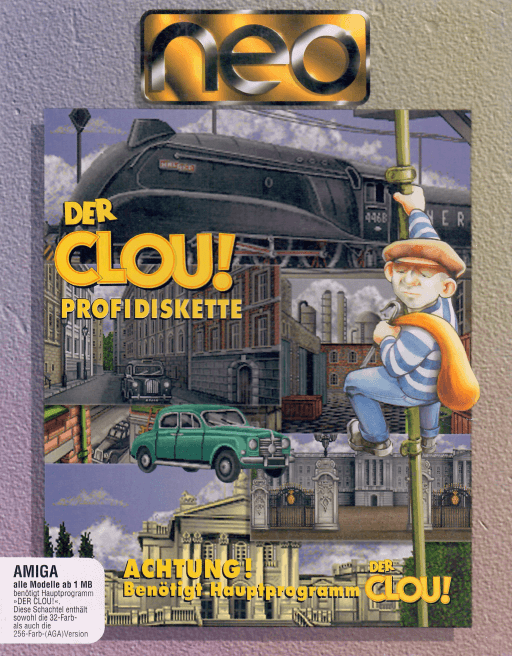 neo
4468
NER
DER
CLOU!
PROFIDISKETTE
ACHTUNG!
Benötigt Hauptprogramm DER CLOU!
AMIGA
alle Modelle ab 1 MB
benötigt Hauptprogramm
»DER CLOU!«.
Diese Schachtel enthält
sowohl die 32-Farb-
als auch die
256-Farb-(AGA)Version